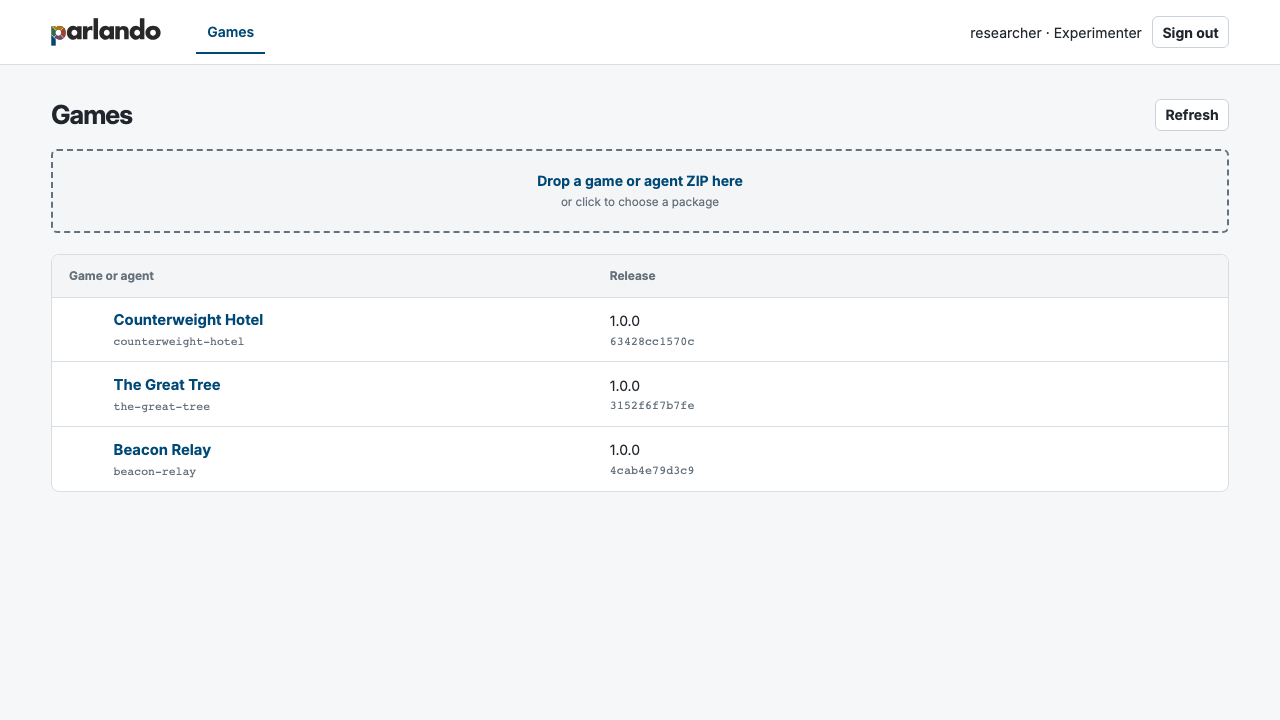 parlando
Games
researcher · Experimenter
Sign out
Games
Refresh
Drop a game or agent ZIP here
or click to choose a package
Game or agent
Release
Counterweight Hotel
1.0.0
counterweight-hotel
63428cc1570c
The Great Tree
1.0.0
the-great-tree
3152f6f7b7fe
Beacon Relay
1.0.0
beacon-relay
4cab4e79d3c9